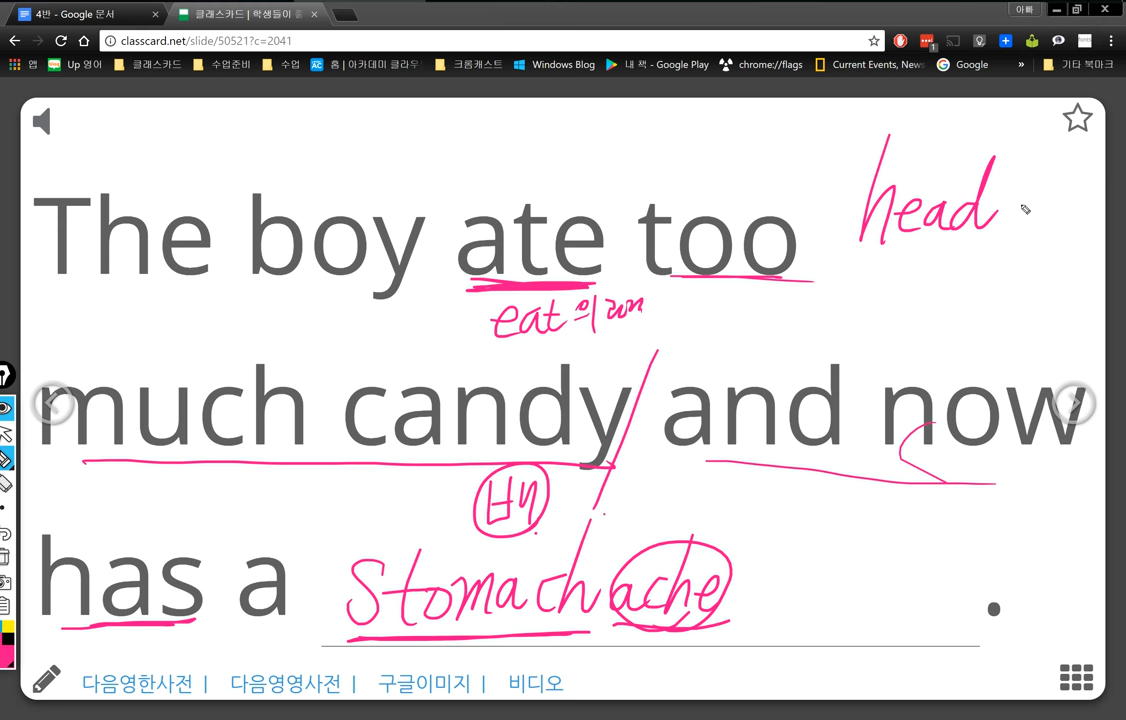 4반 - Google 문서
클래스카드 | 학생들이 좋
아빠
classcard.net/slide/50521?c=2041
앱 Up 영어 클래스카드 수업준비 수업 홈 | 아카데미 클라우 크롬캐스트 Windows Blog 내 책 - Google Play chrome://flags Current Events, News Google » 기타 북마크
The boy ate too
head
eat의
much candy and now
has a stomachache .
다음영한사전 | 다음영영사전 | 구글이미지 | 비디오